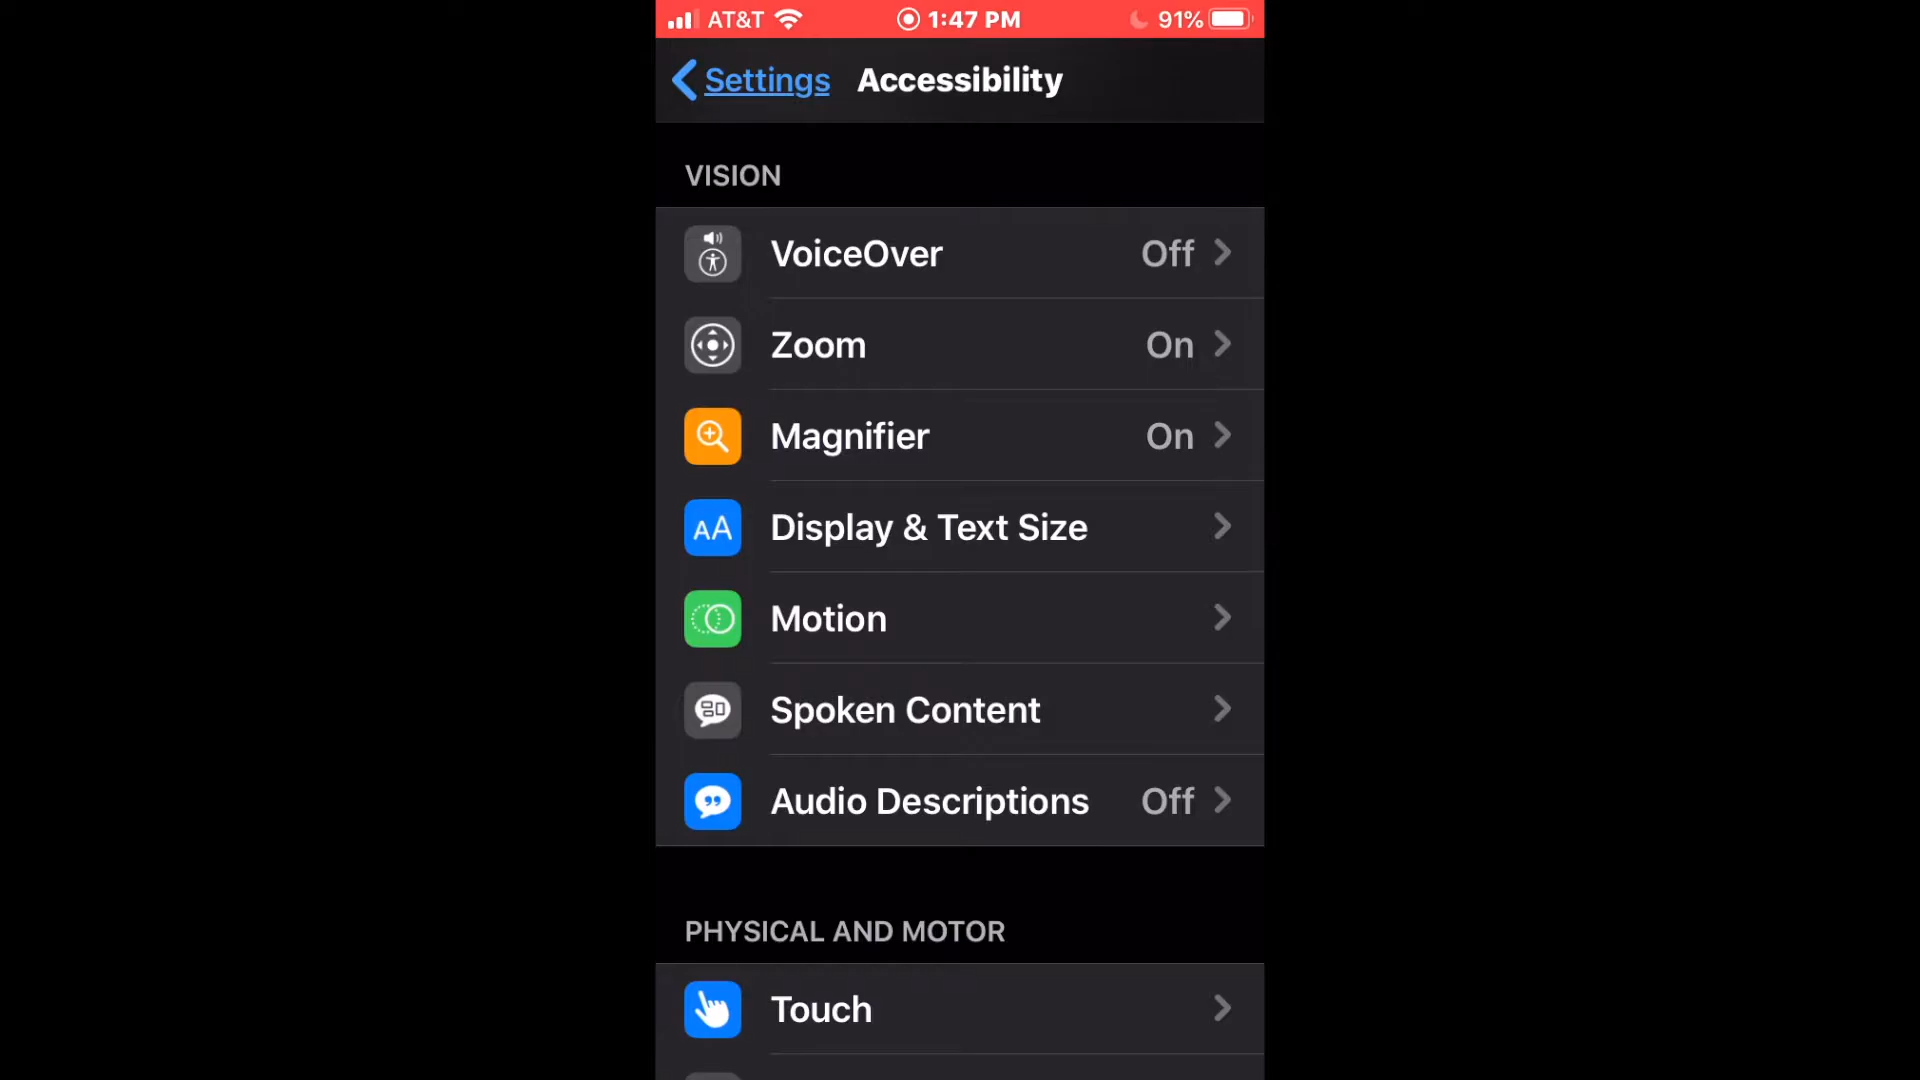 AT&T 1:47 PM 91%
Settings Accessibility
VISION
VoiceOver Off
Zoom On
Magnifier On
AA Display & Text Size
Motion
Spoken Content
Audio Descriptions Off
PHYSICAL AND MOTOR
Touch